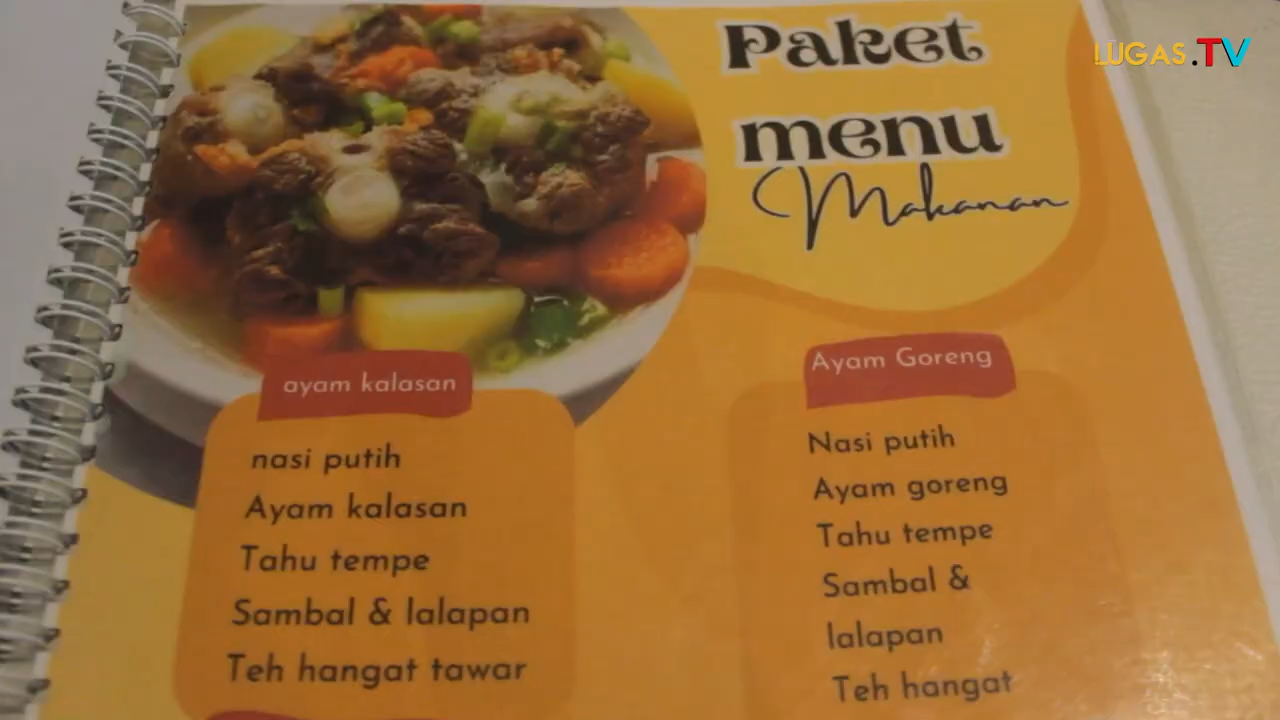 Paket
menu
Makanan
LUGAS.TV
ayam kalasan
nasi putih
Ayam kalasan
Tahu tempe
Sambal & lalapan
Teh hangat tawar
Ayam Goreng
Nasi putih
Ayam goreng
Tahu tempe
Sambal &
lalapan
Teh hangat